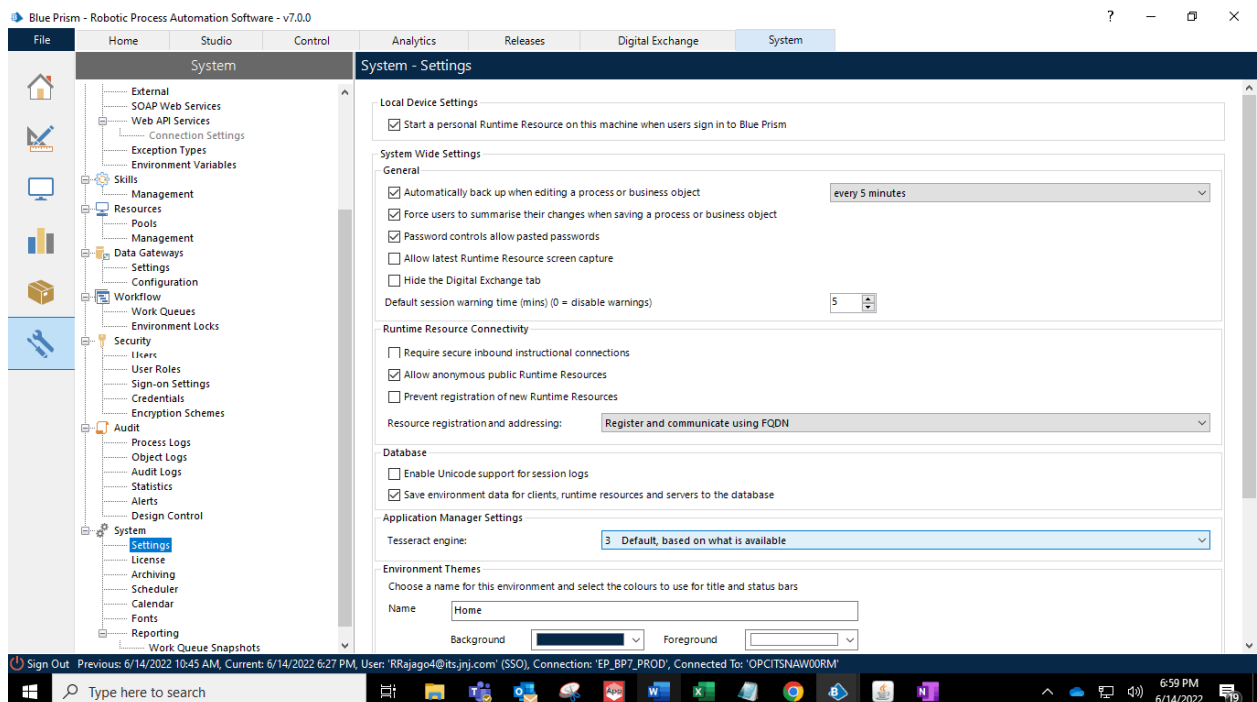 Blue Prism - Robotic Process Automation Software - v7.0.0
?
File Home Studio Control Analytics Releases Digital Exchange System
System
System - Settings
External
SOAP Web Services
Web API Services
Connection Settings
Exception Types
Environment Variables
Skills
Management
Resources
Pools
Management
Data Gateways
Settings
Configuration
Workflow
Work Queues
Environment Locks
Security
Users
User Roles
Sign-on Settings
Credentials
Encryption Schemes
Audit
Process Logs
Object Logs
Audit Logs
Statistics
Alerts
Design Control
System
Settings
License
Archiving
Scheduler
Calendar
Fonts
Reporting
Work Queue Snapshots
Local Device Settings
Start a personal Runtime Resource on this machine when users sign in to Blue Prism
System Wide Settings
General
Automatically back up when editing a process or business object every 5 minutes
Force users to summarise their changes when saving a process or business object
Password controls allow pasted passwords
Allow latest Runtime Resource screen capture
Hide the Digital Exchange tab
Default session warning time (mins) (0 = disable warnings) 5
Runtime Resource Connectivity
Require secure inbound instructional connections
Allow anonymous public Runtime Resources
Prevent registration of new Runtime Resources
Resource registration and addressing: Register and communicate using FQDN
Database
Enable Unicode support for session logs
Save environment data for clients, runtime resources and servers to the database
Application Manager Settings
Tesseract engine: 3 Default, based on what is available
Environment Themes
Choose a name for this environment and select the colours to use for title and status bars
Name Home
Background Foreground
Sign Out Previous: 6/14/2022 10:45 AM, Current: 6/14/2022 6:27 PM, User: 'RRajago4@its.jnj.com' (SSO), Connection: 'EP_BP7_PROD', Connected To: 'OPCITSNAW00RM'
Type here to search
App
6:59 PM
6/14/2022
19